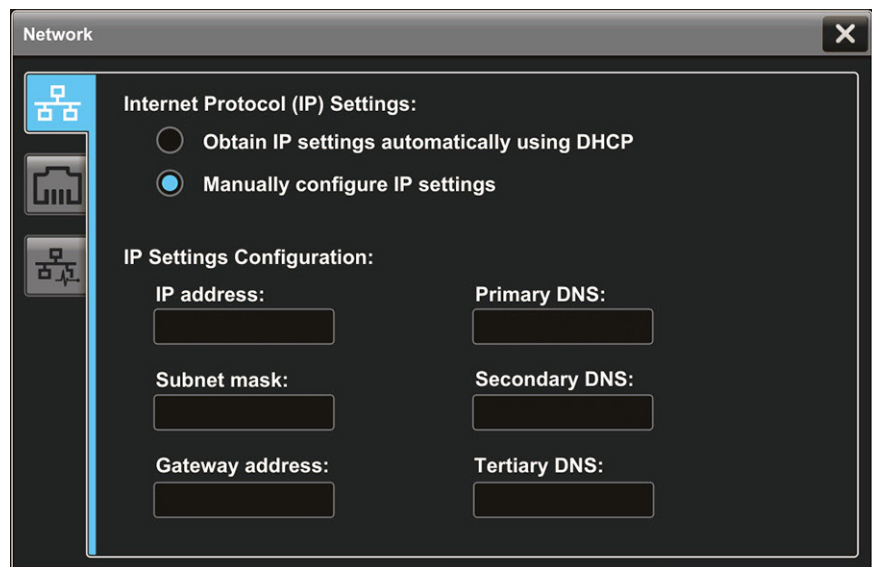 Network
Internet Protocol (IP) Settings:
Obtain IP settings automatically using DHCP
Manually configure IP settings
IP Settings Configuration:
IP address:
Primary DNS:
Subnet mask:
Secondary DNS:
Gateway address:
Tertiary DNS: